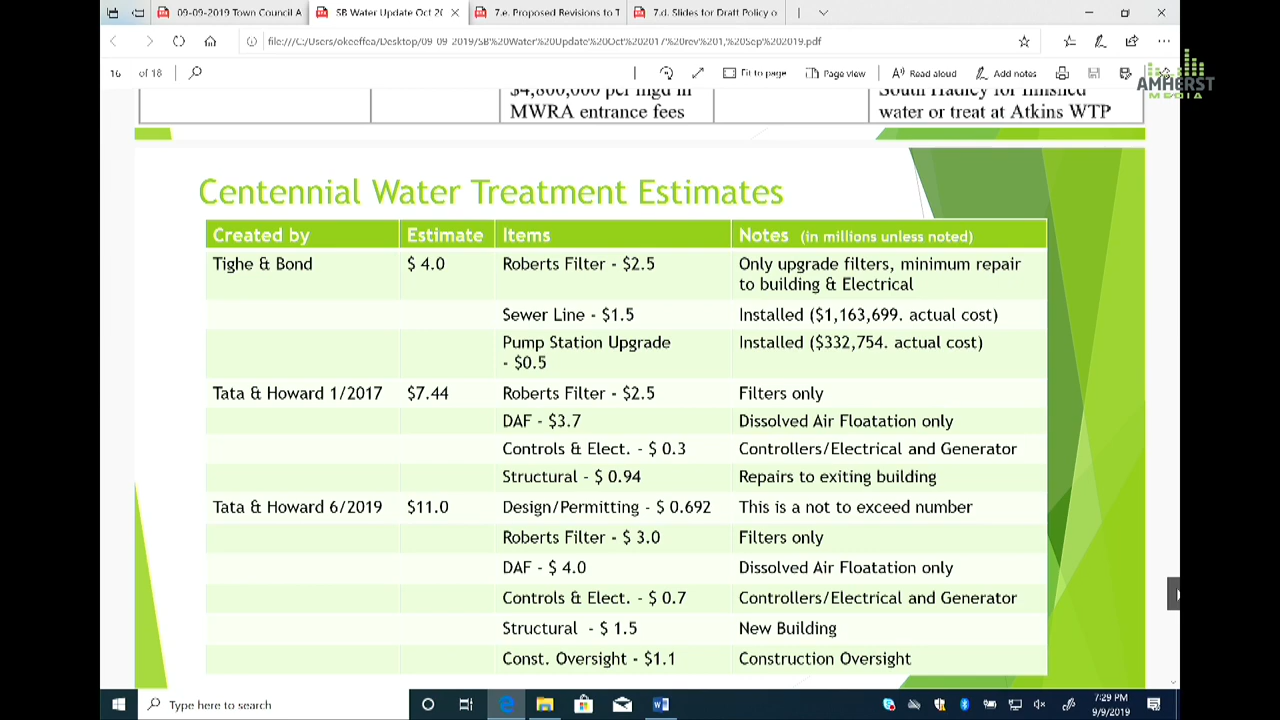 09-09-2019 Town Council A
SB Water Update Oct 20
7.e. Proposed Revisions to T
7.d. Slides for Draft Policy o
file:///C:/Users/okeeffea/Desktop/09-09-2019/SB%20Water%20Update%20Oct%202017%20rev%201,%20Sep%202019.pdf
16 of 18
Fit to page
Page view
Read aloud
Add notes
AMHERST
MEDIA
$4,800,000 per mgd in
MWRA entrance fees
South Hadley for finished
water or treat at Atkins WTP
Centennial Water Treatment Estimates
Created by Estimate Items Notes (in millions unless noted)
Tighe & Bond $ 4.0 Roberts Filter - $2.5 Only upgrade filters, minimum repair
to building & Electrical
Sewer Line - $1.5 Installed ($1,163,699. actual cost)
Pump Station Upgrade Installed ($332,754. actual cost)
- $0.5
Tata & Howard 1/2017 $7.44 Roberts Filter - $2.5 Filters only
DAF - $3.7 Dissolved Air Floatation only
Controls & Elect. - $ 0.3 Controllers/Electrical and Generator
Structural - $ 0.94 Repairs to exiting building
Tata & Howard 6/2019 $11.0 Design/Permitting - $ 0.692 This is a not to exceed number
Roberts Filter - $ 3.0 Filters only
DAF - $ 4.0 Dissolved Air Floatation only
Controls & Elect. - $ 0.7 Controllers/Electrical and Generator
Structural - $ 1.5 New Building
Const. Oversight - $1.1 Construction Oversight
Type here to search
7:29 PM
9/9/2019